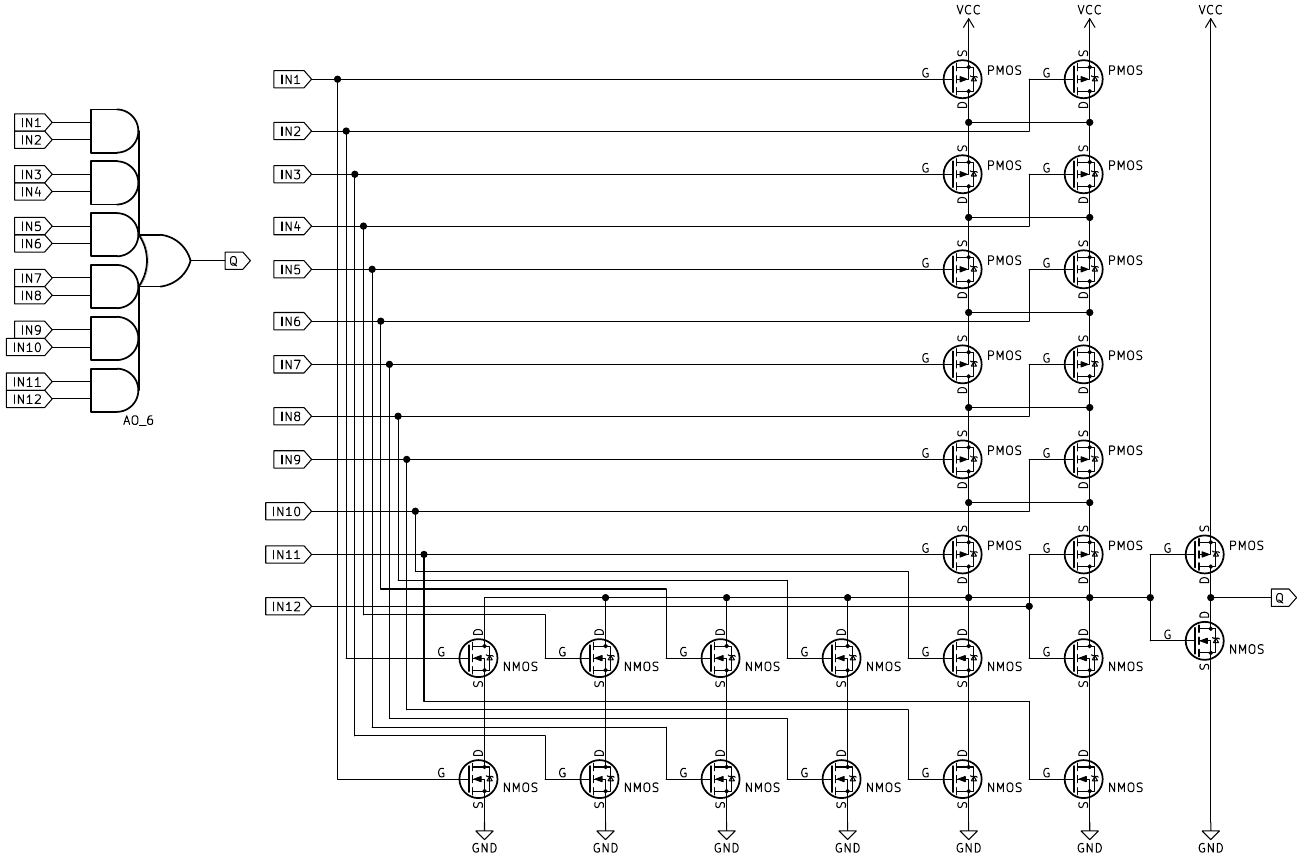 VCC VCC VCC
S S
IN1 G PMOS G PMOS
D D
IN1
IN2
IN2
S S
IN3 G PMOS G PMOS
IN3
IN4
D D
IN4
IN5
IN6
Q
S S
IN5 G PMOS G PMOS
IN7
IN8
D D
IN6
IN9
IN10
S S
IN7 G PMOS G PMOS
IN11
IN12
D D
AO_6
IN8
S S
IN9 G PMOS G PMOS
D D
IN10
S S S
IN11 G PMOS G PMOS G PMOS
D D D
IN12
Q
D
G NMOS
S
D D D D D D
G NMOS G NMOS G NMOS G NMOS G NMOS G NMOS
S S S S S S
D D D D D D
G NMOS G NMOS G NMOS G NMOS G NMOS G NMOS
S S S S S S
GND GND GND GND GND GND GND